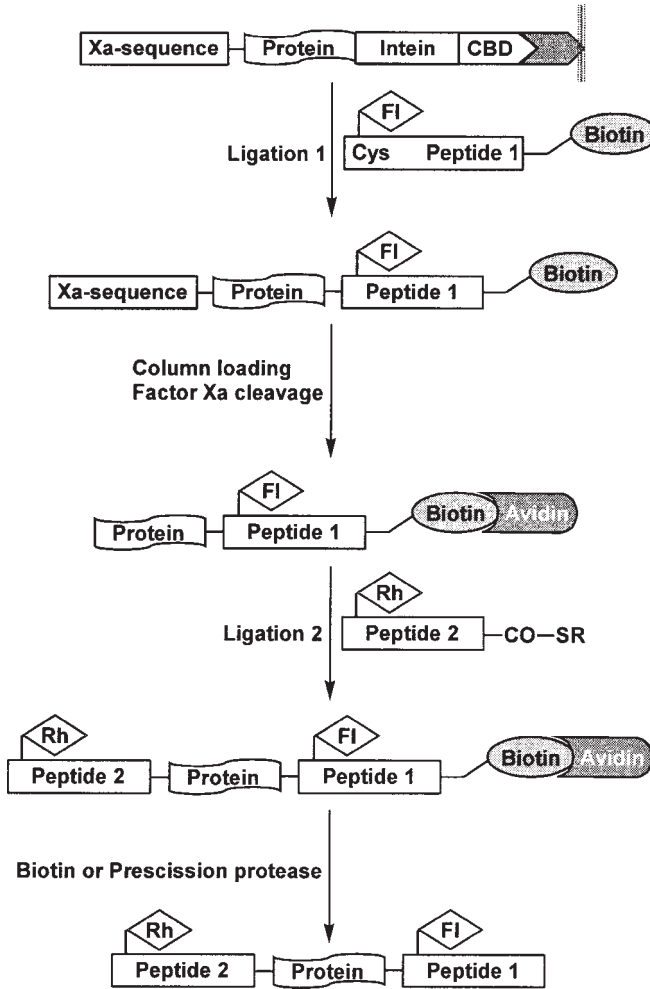 Xa-sequence Protein Intein CBD
Fl
Ligation 1 Cys Peptide 1 Biotin
Fl
Xa-sequence Protein Peptide 1 Biotin
Column loading
Factor Xa cleavage
Fl
Protein Peptide 1 Biotin Avidin
Rh
Ligation 2 Peptide 2 –CO–SR
Rh Fl
Peptide 2 Protein Peptide 1 Biotin Avidin
Biotin or Prescission protease
Rh Fl
Peptide 2 Protein Peptide 1